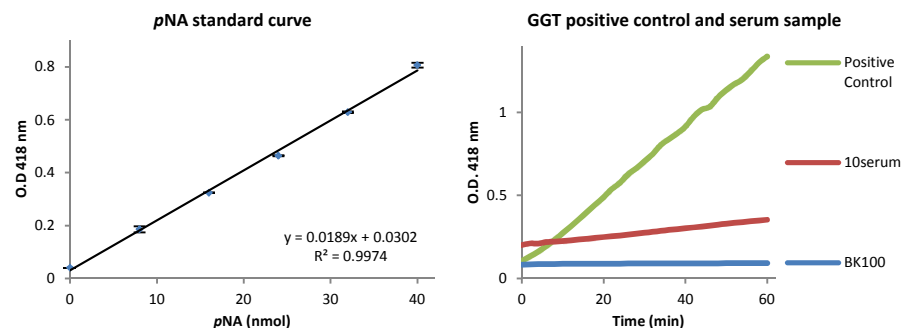 pNA standard curve
O.D 418 nm
0.8
0.6
0.4
0.2
0
0 10 20 30 40
y = 0.0189x + 0.0302
R² = 0.9974
pNA (nmol)
GGT positive control and serum sample
O.D. 418 nm
1
0.5
0
0 20 40 60
Time (min)
Positive
Control
10serum
BK100